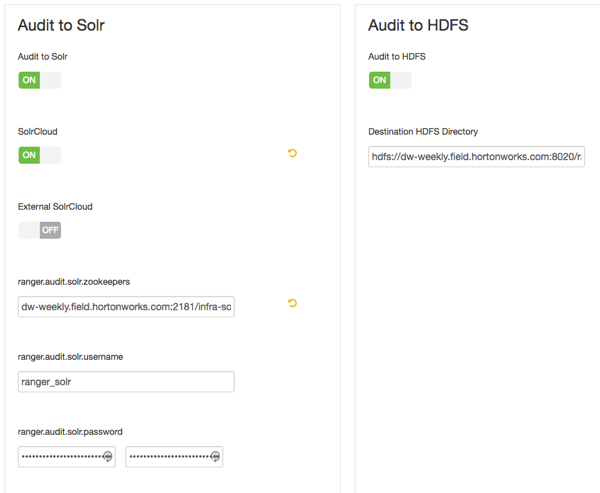 Audit to Solr
Audit to Solr
ON
SolrCloud
ON
External SolrCloud
OFF
ranger.audit.solr.zookeepers
dw-weekly.field.hortonworks.com:2181/infra-so
ranger.audit.solr.username
ranger_solr
ranger.audit.solr.password
Audit to HDFS
Audit to HDFS
ON
Destination HDFS Directory
hdfs://dw-weekly.field.hortonworks.com:8020/ra